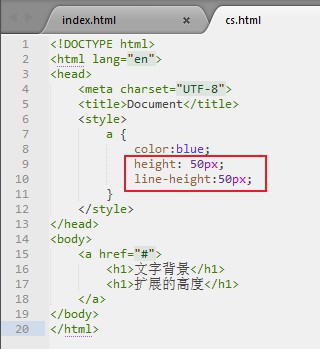 index.html × cs.html
1 <!DOCTYPE html>
2 <html lang="en">
3 <head>
4 <meta charset="UTF-8">
5 <title>Document</title>
6 <style>
7 a {
8 color:blue;
9 height: 50px;
10 line-height:50px;
11 }
12 </style>
13 </head>
14 <body>
15 <a href="#">
16 <h1>文字背景</h1>
17 <h1>扩展的高度</h1>
18 </a>
19 </body>
20 </html>